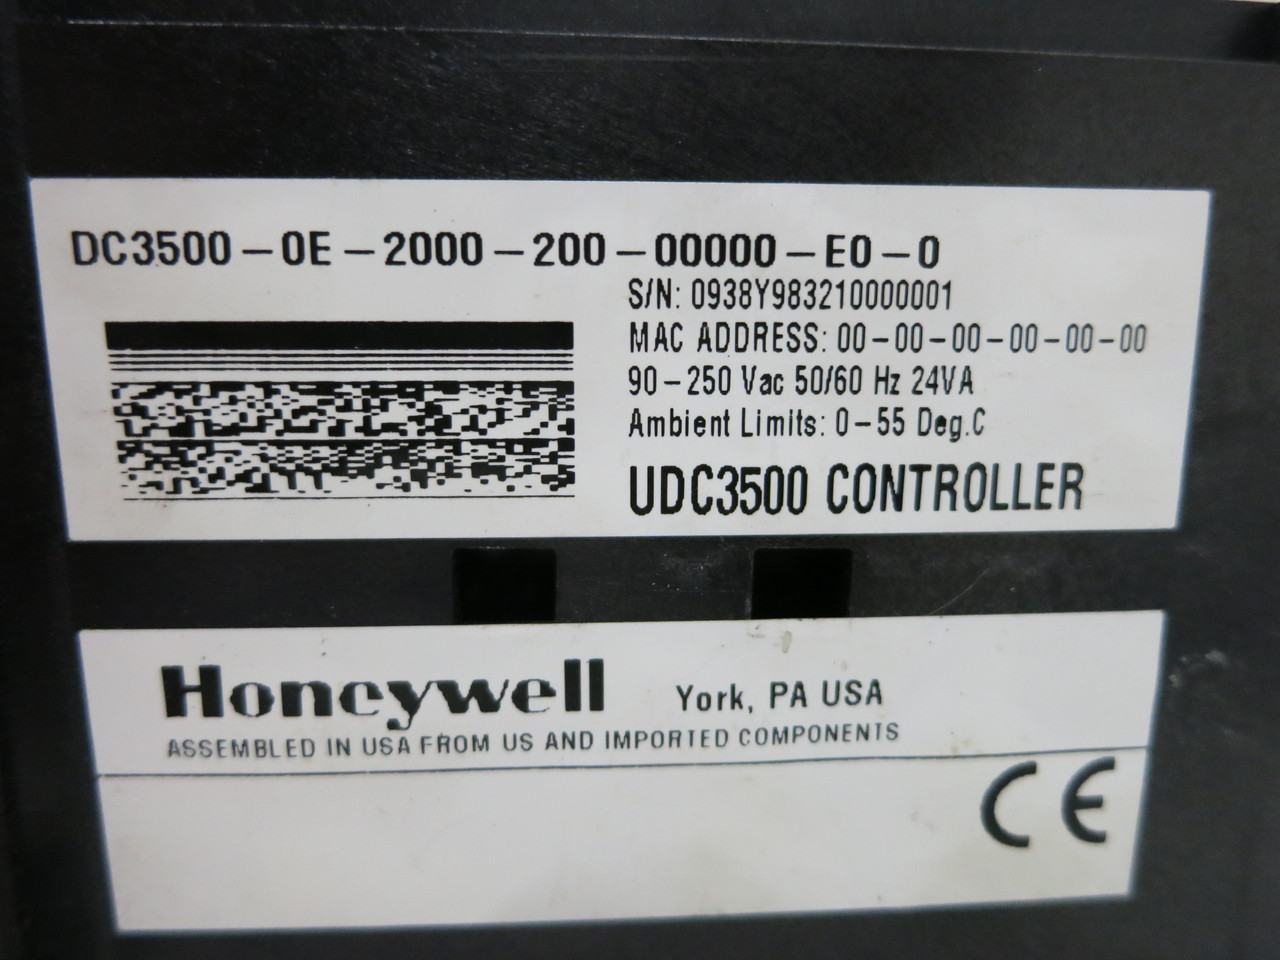 DC3500-0E-2000-200-00000-E0-0
S/N: 0938Y983210000001
MAC ADDRESS: 00-00-00-00-00-00
90-250 Vac 50/60 Hz 24VA
Ambient Limits: 0-55 Deg.C
UDC3500 CONTROLLER
Honeywell York, PA USA
ASSEMBLED IN USA FROM US AND IMPORTED COMPONENTS
CE